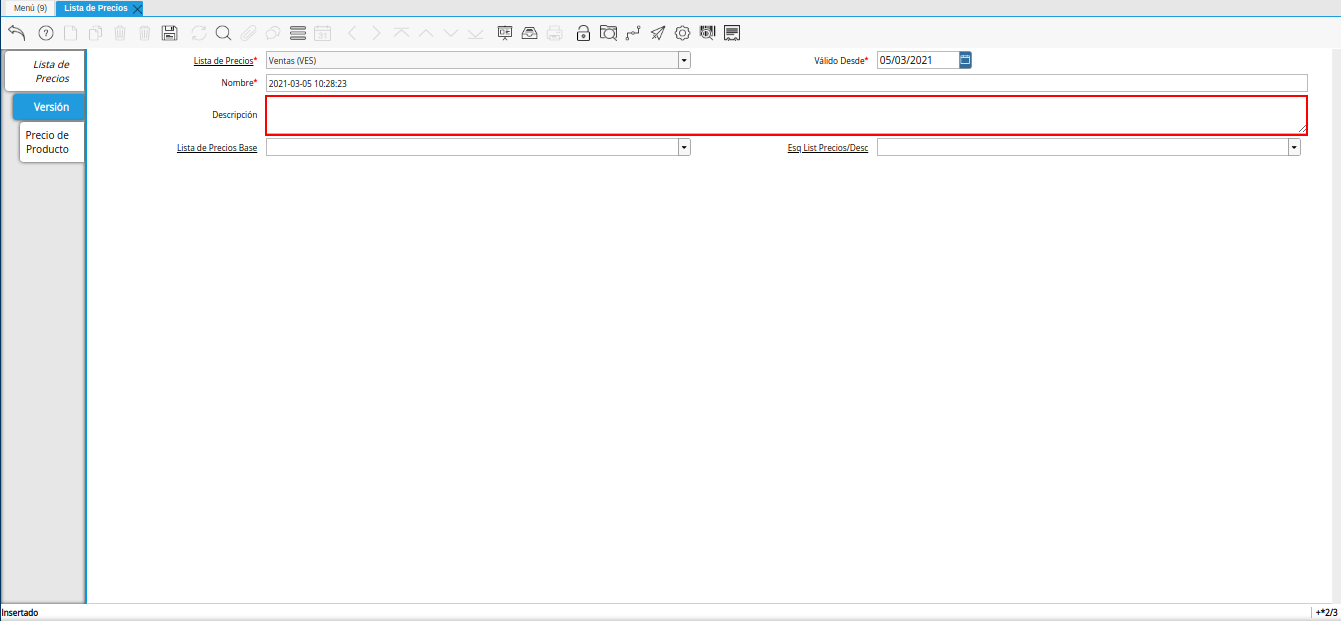 Menú (9)
Lista de Precios
31
Lista de
Precios
Versión
Precio de
Producto
Lista de Precios*
Ventas (VES)
Válido Desde*
05/03/2021
Nombre*
2021-03-05 10:28:23
Descripción
Lista de Precios Base
Esq List Precios/Desc
Insertado
+*2/3